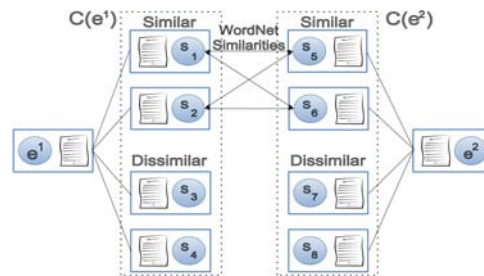 C(e¹) Similar WordNet Similar C(e²)
Similarities
s₁ s₅
s₂ s₆
e¹ e²
Dissimilar Dissimilar
s₃ s₇
s₄ s₈